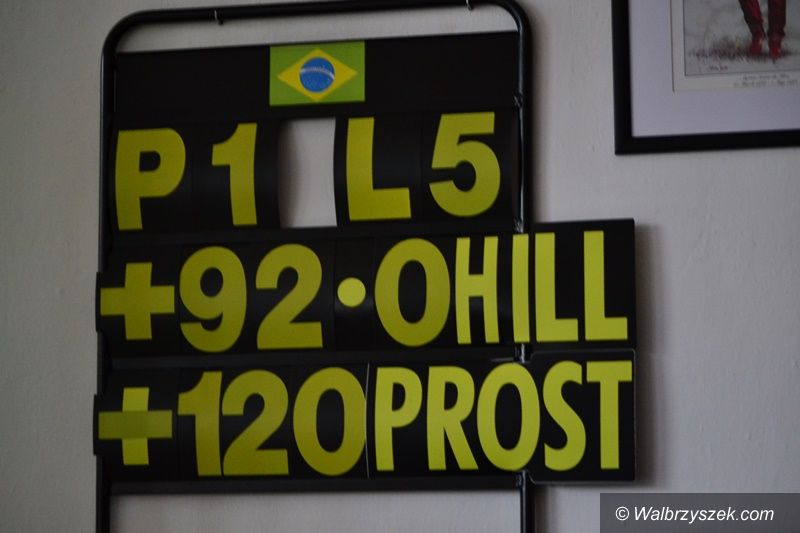 P1 L5
+92·0HILL
+120PROST
© Walbrzyszek.com